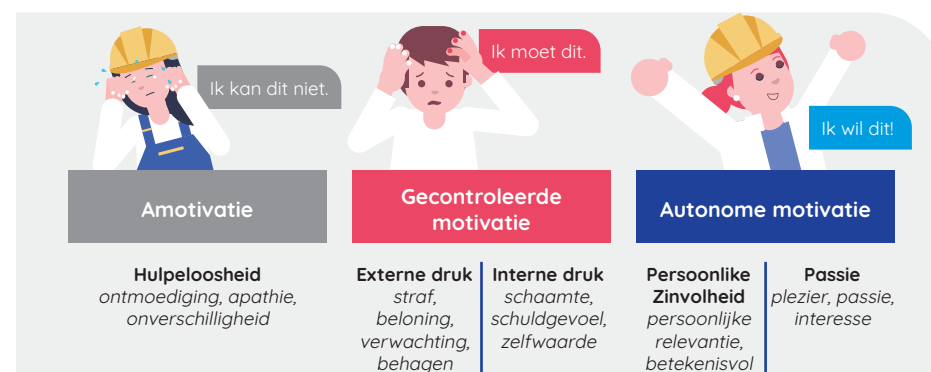 Ik kan dit niet.
Ik moet dit.
Ik wil dit!
Amotivatie
Gecontroleerde
motivatie
Autonome motivatie
Hulpeloosheid
ontmoediging, apathie,
onverschilligheid
Externe druk
straf,
beloning,
verwachting,
behagen
Interne druk
schaamte,
schuldgevoel,
zelfwaarde
Persoonlike
Zinvolheid
persoonlijke
relevantie,
betekenisvol
Passie
plezier, passie,
interesse